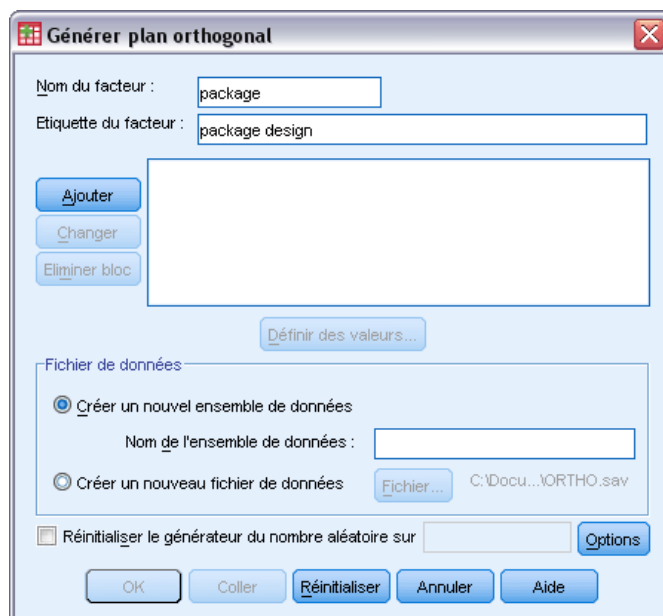 Générer plan orthogonal
Nom du facteur :
package
Etiquette du facteur :
package design
Ajouter
Changer
Eliminer bloc
Définir des valeurs...
Fichier de données
Créer un nouvel ensemble de données
Nom de l'ensemble de données :
Créer un nouveau fichier de données
Fichier...
C:\Docu...\ORTHO.sav
Réinitialiser le générateur du nombre aléatoire sur
Options
OK
Coller
Réinitialiser
Annuler
Aide